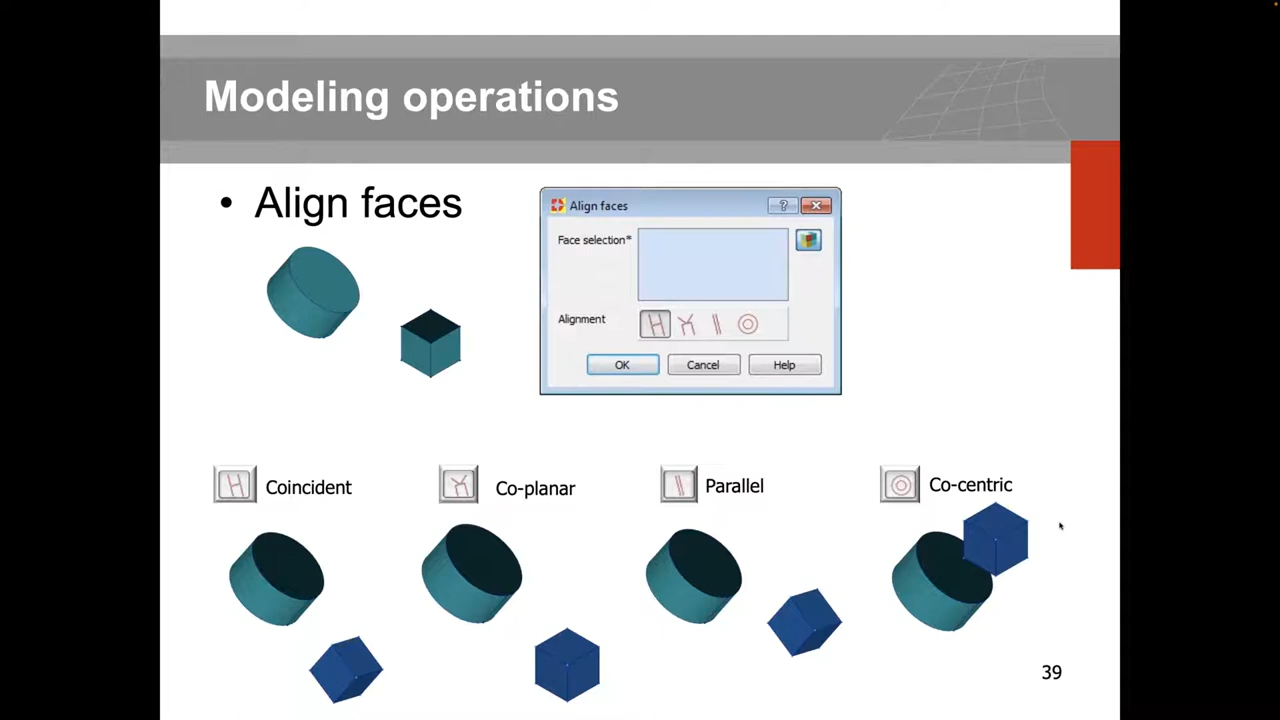 Modeling operations
• Align faces
Align faces
Face selection*
Alignment
OK Cancel Help
Coincident Co-planar Parallel Co-centric
39